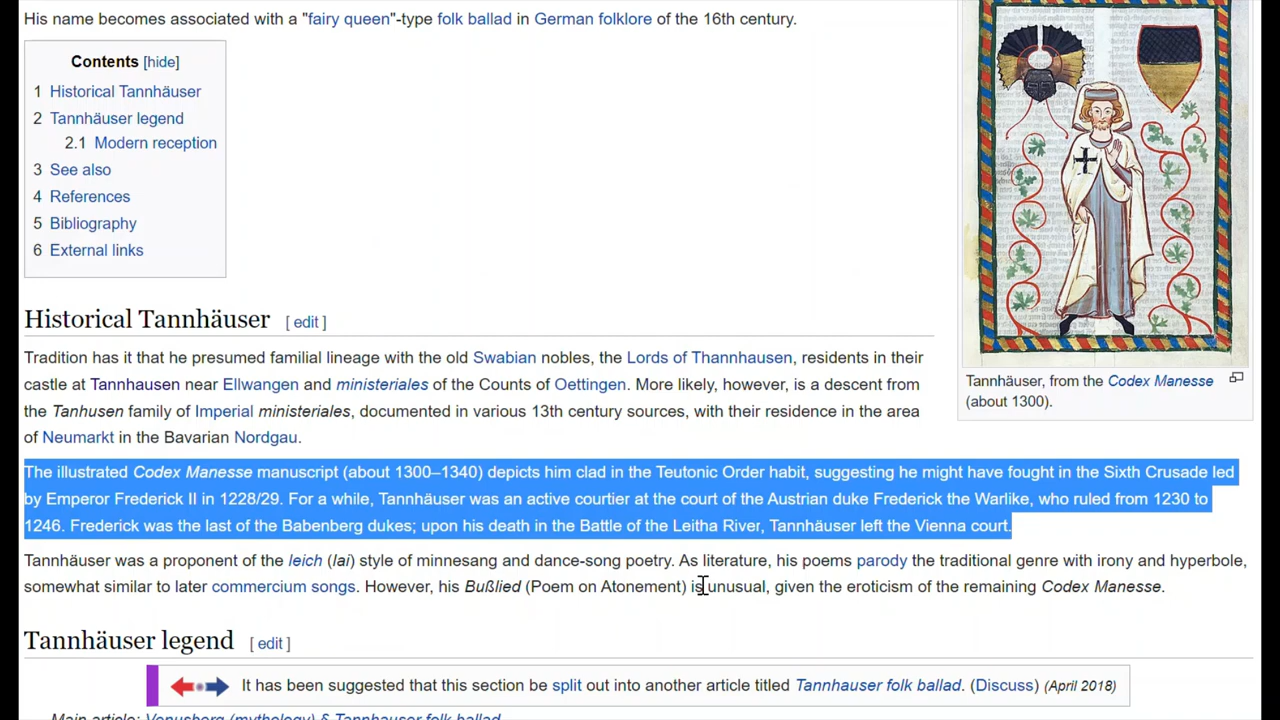 His name becomes associated with a "fairy queen"-type folk ballad in German folklore of the 16th century.
Contents [hide]
1 Historical Tannhäuser
2 Tannhäuser legend
2.1 Modern reception
3 See also
4 References
5 Bibliography
6 External links
Tannhäuser, from the Codex Manesse
(about 1300).
Historical Tannhäuser [ edit ]
Tradition has it that he presumed familial lineage with the old Swabian nobles, the Lords of Thannhausen, residents in their
castle at Tannhausen near Ellwangen and ministeriales of the Counts of Oettingen. More likely, however, is a descent from
the Tanhusen family of Imperial ministeriales, documented in various 13th century sources, with their residence in the area
of Neumarkt in the Bavarian Nordgau.
The illustrated Codex Manesse manuscript (about 1300–1340) depicts him clad in the Teutonic Order habit, suggesting he might have fought in the Sixth Crusade led
by Emperor Frederick II in 1228/29. For a while, Tannhäuser was an active courtier at the court of the Austrian duke Frederick the Warlike, who ruled from 1230 to
1246. Frederick was the last of the Babenberg dukes; upon his death in the Battle of the Leitha River, Tannhäuser left the Vienna court.
Tannhäuser was a proponent of the leich (lai) style of minnesang and dance-song poetry. As literature, his poems parody the traditional genre with irony and hyperbole,
somewhat similar to later commercium songs. However, his Bußlied (Poem on Atonement) is unusual, given the eroticism of the remaining Codex Manesse.
Tannhäuser legend [ edit ]
It has been suggested that this section be split out into another article titled Tannhauser folk ballad. (Discuss) (April 2018)
Main article: Venusberg (mythology) & Tannhauser folk ballad